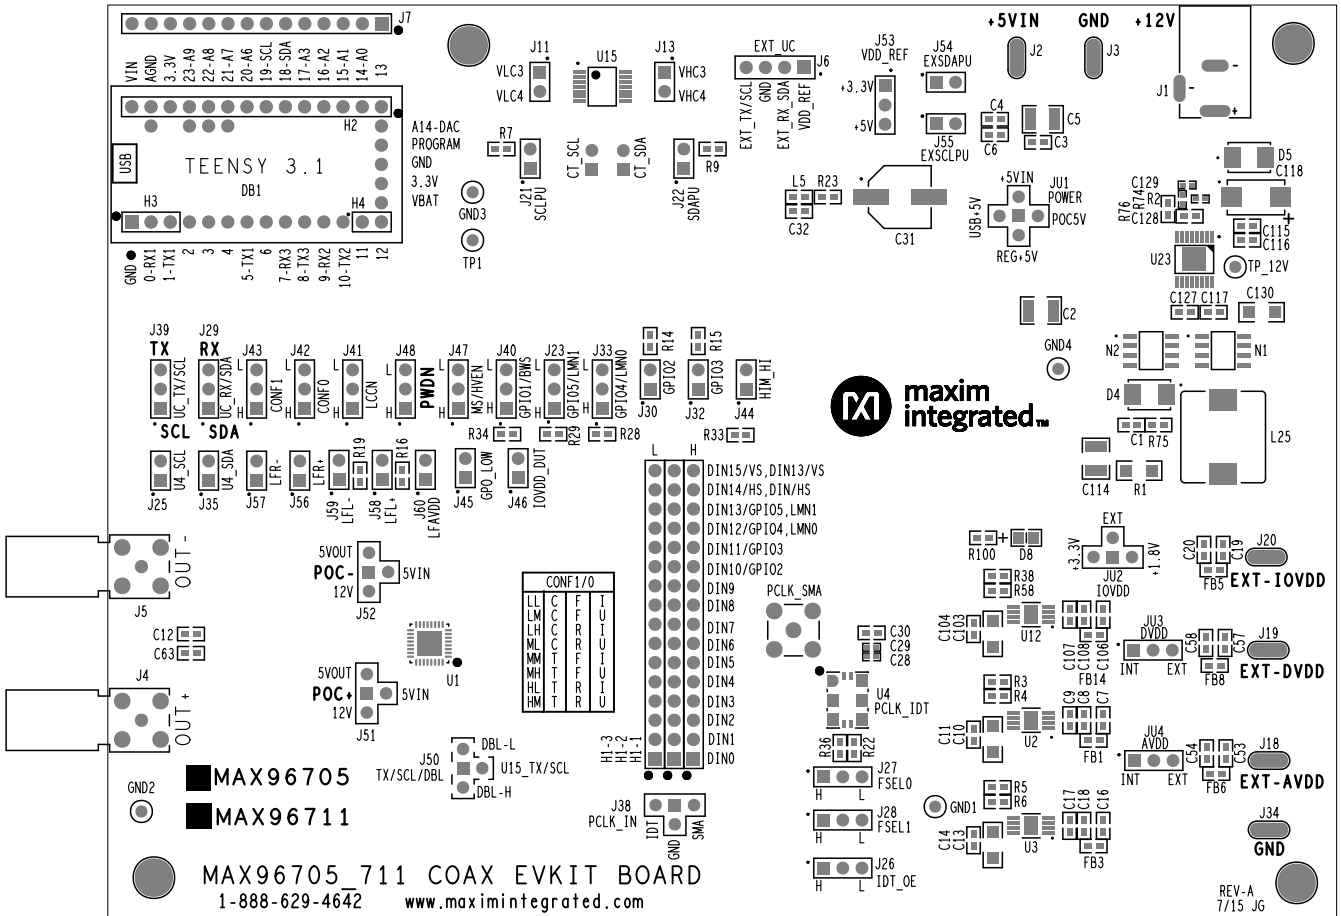 J7
VIN AGND 3.3V 23-A9 22-A8 21-A7 20-A6 19-SCL 18-SDA 17-A3 16-A2 15-A1 14-A0 13
H2
USB
TEENSY 3.1
DB1
H3
H4
A14-DAC
PROGRAM
GND
3.3V
VBAT
GND 0-RX1 1-TX1 2 3 4 5-TX1 6 7-RX3 8-TX3 9-RX2 10-TX2 11 12
GND3
TP1
J11
VLC3
VLC4
U15
J13
VHC3
VHC4
R7
J21
SCLPU
CT_SCL
CT_SDA
J22
SDAPU
R9
EXT_UC
J6
EXT_TX/SCL
GND
EXT_RX_SDA
VDD_REF
J53
VDD_REF
+3.3V
+5V
J54
EXSDAPU
J55
EXSCLPU
+5VIN
J2
GND
J3
+12V
J1
-
-
+
C4
C6
C5
C3
L5
R23
C32
C31
+5VIN
JU1
POWER
USB+5V
POC5V
REG+5V
D5
C118
C129
R2
R74
R76
C128
+
C115
C116
U23
TP_12V
C127
C117
C130
C2
GND4
N2
N1
D4
C1
R75
L25
C114
R1
maxim
integrated™
J39
TX
UC_TX/SCL
SCL
J29
RX
UC_RX/SDA
SDA
J43
L
H
CONF1
J42
L
H
CONF0
J41
L
H
LCCN
J48
L
H
PWDN
J47
L
H
MS/HVEN
J40
L
H
GPIO1/BWS
J23
L
H
GPIO5/LMN1
J33
L
H
GPIO4/LMN0
R14
GPIO2
J30
R15
GPIO3
J32
HIM_HI
J44
R34
R29
R28
R33
U4_SCL
J25
U4_SDA
J35
LFR-
J57
LFR+
J56
J59
LFL-
R19
J58
LFL+
R16
J60
LFAVDD
J45
GPO_LOW
J46
IOVDD_DUT
L
H
DIN15/VS,DIN13/VS
DIN14/HS,DIN/HS
DIN13/GPIO5,LMN1
DIN12/GPIO4,LMN0
DIN11/GPIO3
DIN10/GPIO2
DIN9
DIN8
DIN7
DIN6
DIN5
DIN4
DIN3
DIN2
DIN1
DIN0
H1-3
H1-2
H1-1
OUT-
J5
C12
C63
J4
OUT+
5VOUT
POC-
5VIN
12V
J52
5VOUT
POC+
5VIN
12V
J51
U1
CONF1/0
LL C F I
LM C F U
LH C R I
ML C R U
MM T F I
MH T F U
HL T R I
HM T R U
J50
TX/SCL/DBL
DBL-L
U15_TX/SCL
DBL-H
J38
PCLK_IN
IDT
GND
SMA
PCLK_SMA
C30
C29
C28
U4
PCLK_IDT
R36
R22
J27
FSEL0
H
L
J28
FSEL1
H
L
J26
IDT_OE
H
L
GND1
R100
+
D8
EXT
+3.3V
+1.8V
JU2
IOVDD
C20
C19
FB5
J20
EXT-IOVDD
R38
R58
C104
C103
U12
C107
C108
C106
FB14
JU3
DVDD
INT
EXT
C58
C57
FB8
J19
EXT-DVDD
R3
R4
C11
C10
U2
C9
C8
C7
FB1
JU4
AVDD
INT
EXT
C54
C53
FB6
J18
EXT-AVDD
R5
R6
C14
C13
U3
C17
C18
C16
FB3
J34
GND
GND2
MAX96705
MAX96711
MAX96705_711 COAX EVKIT BOARD
1-888-629-4642 www.maximintegrated.com
REV-A
7/15 JG